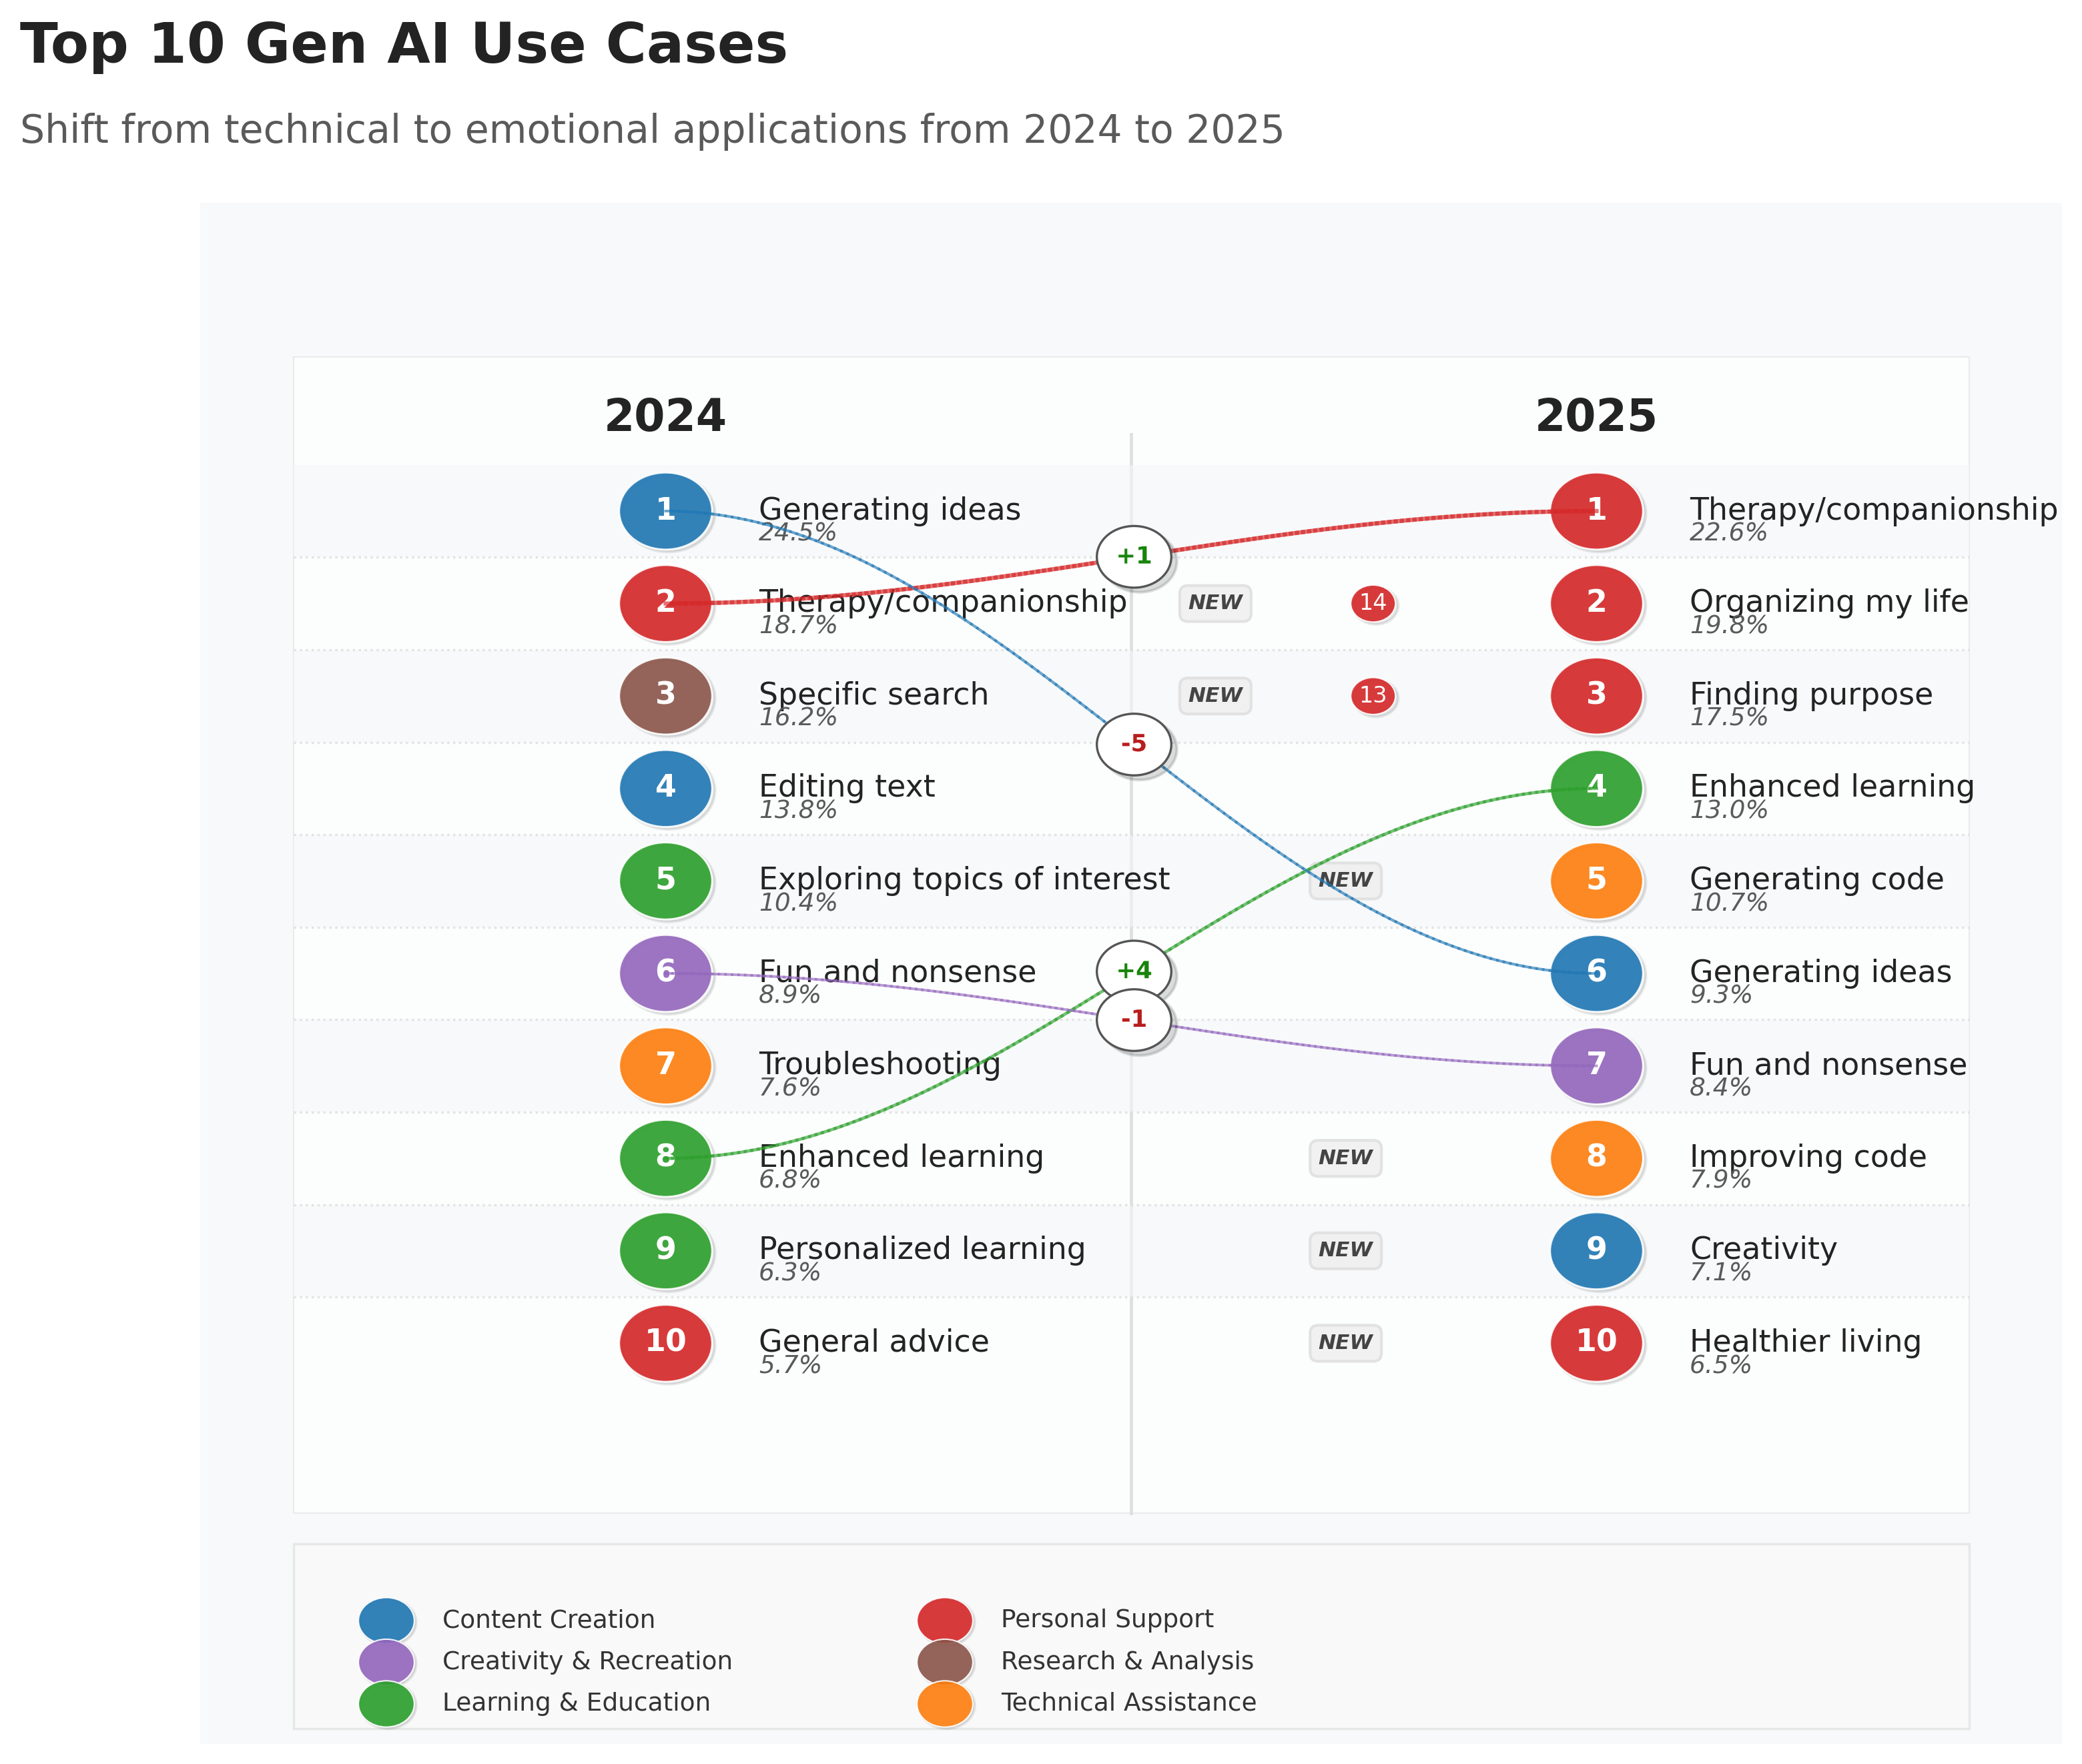 Top 10 Gen AI Use Cases
Shift from technical to emotional applications from 2024 to 2025
2024
2025
1 Generating ideas
24.5%
+1
1 Therapy/companionship
22.6%
2 Therapy/companionship
18.7%
NEW 14
2 Organizing my life
19.8%
3 Specific search
16.2%
NEW 13
3 Finding purpose
17.5%
-5
4 Editing text
13.8%
4 Enhanced learning
13.0%
5 Exploring topics of interest
10.4%
NEW
5 Generating code
10.7%
6 Fun and nonsense
8.9%
+4
6 Generating ideas
9.3%
-1
7 Troubleshooting
7.6%
7 Fun and nonsense
8.4%
8 Enhanced learning
6.8%
NEW
8 Improving code
7.9%
9 Personalized learning
6.3%
NEW
9 Creativity
7.1%
10 General advice
5.7%
NEW
10 Healthier living
6.5%
Content Creation
Creativity & Recreation
Learning & Education
Personal Support
Research & Analysis
Technical Assistance